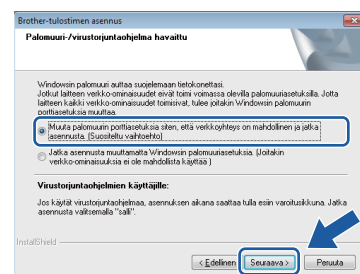 Brother-tulostimen asennus
Palomuuri-/virustorjuntaohjelma havaittu
Windowsin palomuuri auttaa suojelemaan tietokonettasi.
Jotkut laitteen verkko-ominaisuudet eivät toimi voimassa olevilla palomuuriasetuksilla. Jotta
laitteen kaikki verkko-ominaisuudet toimisivat, tulee joitakin Windowsin palomuurin
porttiasetuksia muuttaa.
Muuta palomuurin porttiasetuksia siten, että verkkoyhteys on mahdollinen ja jatka
asennusta. (Suositeltu vaihtoehto)
Jatka asennusta muuttamatta Windowsin palomuuriasetuksia. (Joitakin
verkko-ominaisuuksia ei ole mahdollista käyttää )
Virustorjuntaohjelmien käyttäjille:
Jos käytät virustorjuntaohjelmaa, asennuksen aikana saattaa tulla esiin varoitusikkuna. Jatka
asennusta valitsemalla "salli".
InstallShield
< Edellinen Seuraava > Peruuta